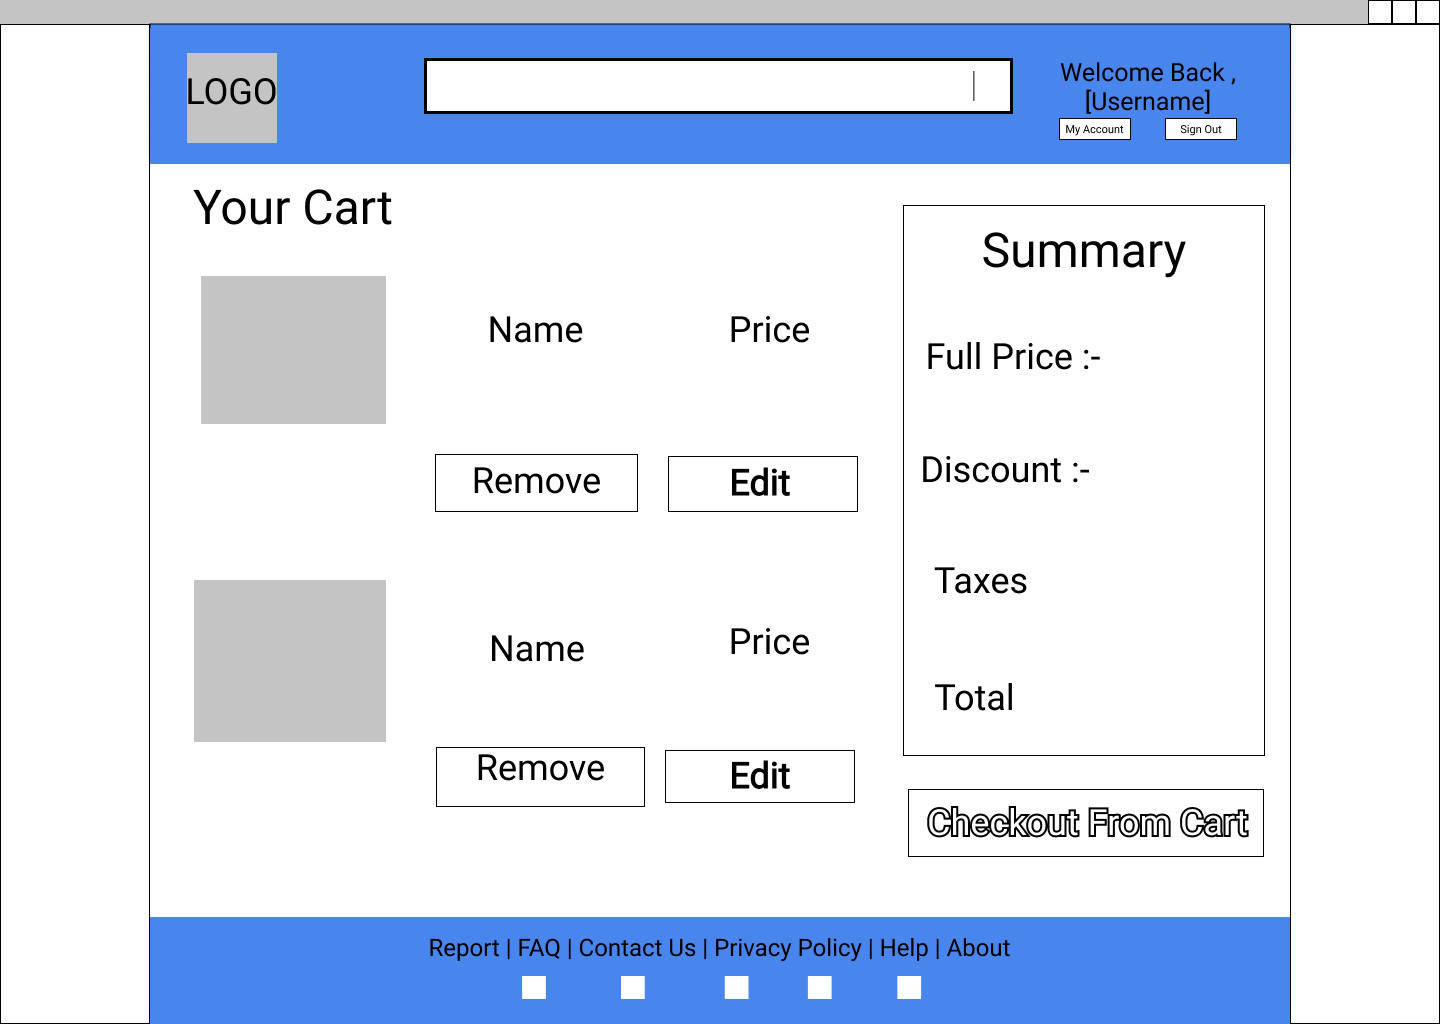 LOGO
Welcome Back ,
[Username]
My Account
Sign Out
Your Cart
Name
Price
Remove
Edit
Name
Price
Remove
Edit
Summary
Full Price :-
Discount :-
Taxes
Total
Checkout From Cart
Report | FAQ | Contact Us | Privacy Policy | Help | About